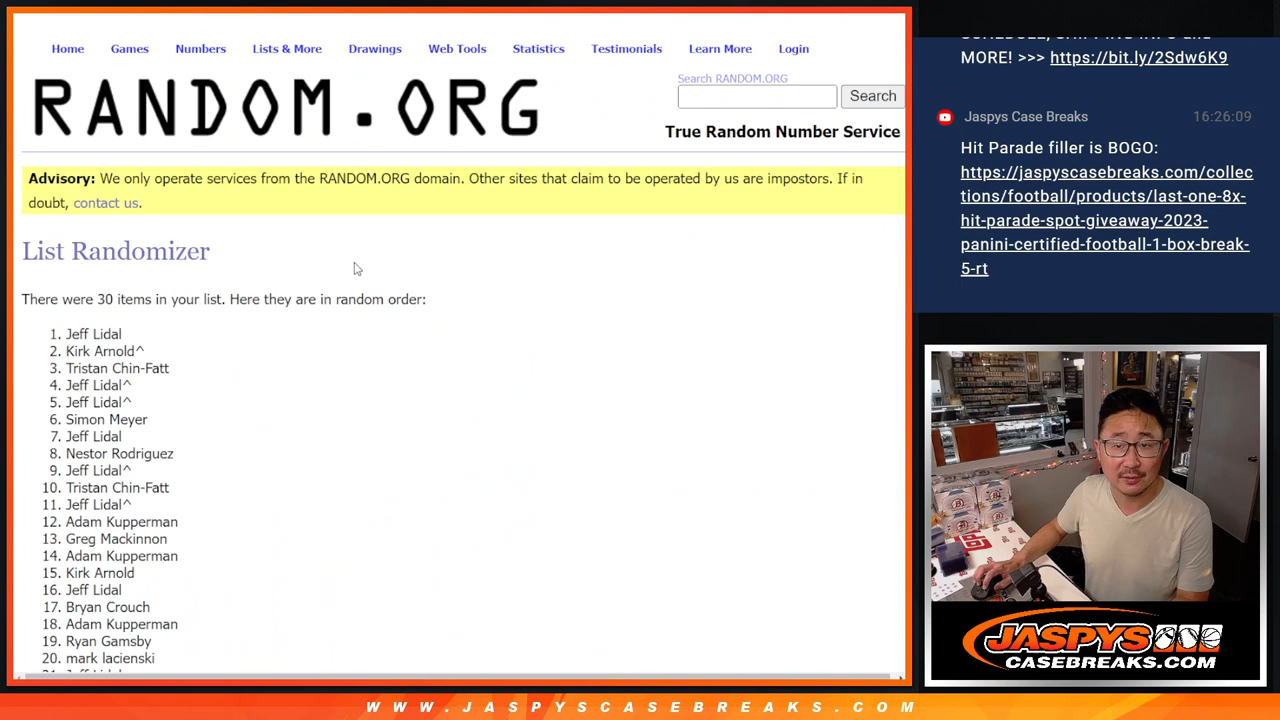 Home Games Numbers Lists & More Drawings Web Tools Statistics Testimonials Learn More Login
RANDOM.ORG
Search RANDOM.ORG
Search
True Random Number Service
Advisory: We only operate services from the RANDOM.ORG domain. Other sites that claim to be operated by us are impostors. If in
doubt, contact us.
List Randomizer
There were 30 items in your list. Here they are in random order:
1. Jeff Lidal
2. Kirk Arnold^
3. Tristan Chin-Fatt
4. Jeff Lidal^
5. Jeff Lidal^
6. Simon Meyer
7. Jeff Lidal
8. Nestor Rodriguez
9. Jeff Lidal^
10. Tristan Chin-Fatt
11. Jeff Lidal^
12. Adam Kupperman
13. Greg Mackinnon
14. Adam Kupperman
15. Kirk Arnold
16. Jeff Lidal
17. Bryan Crouch
18. Adam Kupperman
19. Ryan Gamsby
20. mark lacienski
MORE! >>> https://bit.ly/2Sdw6K9
Jaspys Case Breaks 16:26:09
Hit Parade filler is BOGO:
https://jaspyscasebreaks.com/collec
tions/football/products/last-one-8x-
hit-parade-spot-giveaway-2023-
panini-certified-football-1-box-break-
5-rt
JASPYS
CASEBREAKS.COM
WWW.JASPYSCASEBREAKS.COM